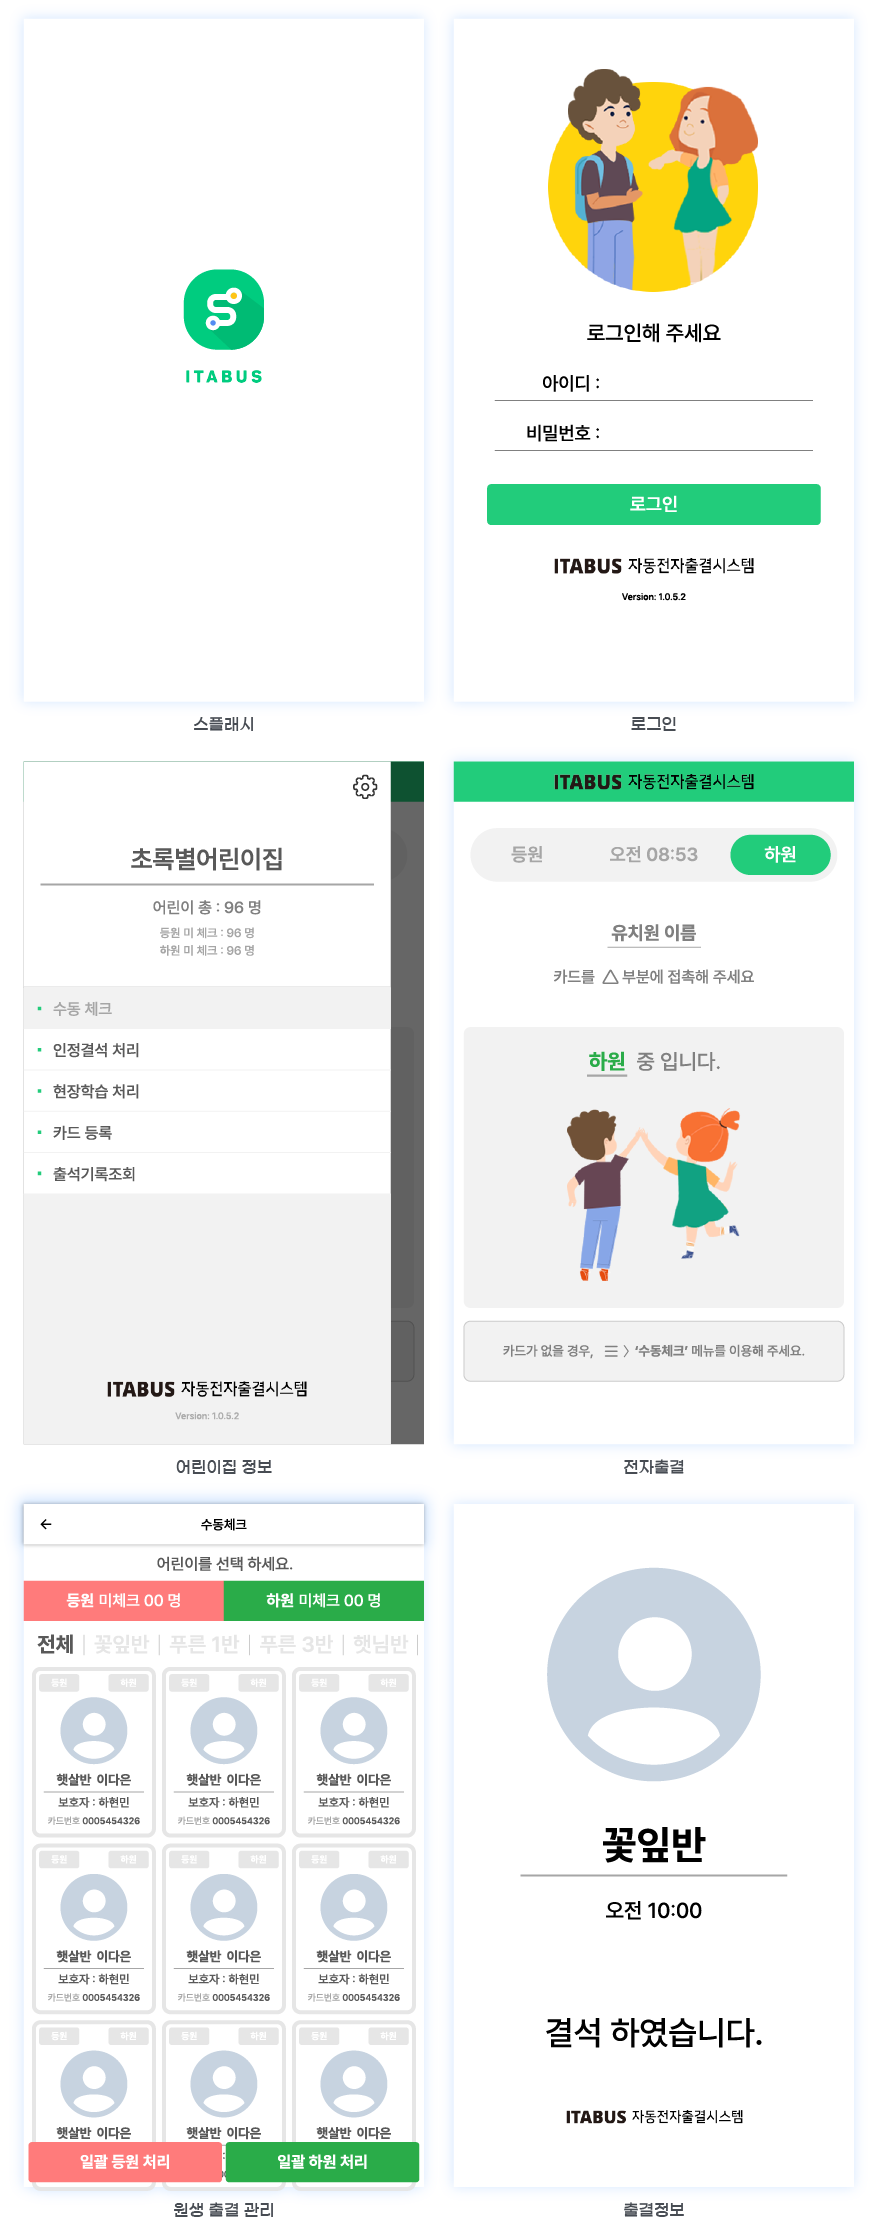 ITABUS
스플래시
로그인해 주세요
아이디 :
비밀번호 :
로그인
ITABUS 자동전자출결시스템
Version: 1.0.5.2
로그인
초록별어린이집
어린이 총 : 96 명
등원 미 체크 : 96 명
하원 미 체크 : 96 명
수동 체크
인정결석 처리
현장학습 처리
카드 등록
출석기록조회
ITABUS 자동전자출결시스템
Version: 1.0.5.2
어린이집 정보
ITABUS 자동전자출결시스템
등원 오전 08:53 하원
유치원 이름
카드를 △ 부분에 접촉해 주세요
하원 중 입니다.
카드가 없을 경우, ☰ > ‘수동체크’ 메뉴를 이용해 주세요.
전자출결
← 수동체크
어린이를 선택 하세요.
등원 미체크 00 명 하원 미체크 00 명
전체 | 꽃잎반 | 푸른 1반 | 푸른 3반 | 햇님반 |
등원 하원 등원 하원 등원 하원
햇살반 이다은 햇살반 이다은 햇살반 이다은
보호자 : 하현민 보호자 : 하현민 보호자 : 하현민
카드번호 0005454326 카드번호 0005454326 카드번호 0005454326
등원 하원 등원 하원 등원 하원
햇살반 이다은 햇살반 이다은 햇살반 이다은
보호자 : 하현민 보호자 : 하현민 보호자 : 하현민
카드번호 0005454326 카드번호 0005454326 카드번호 0005454326
등원 하원 등원 하원 등원 하원
햇살반 이다은 햇살반 이다은 햇살반 이다은
일괄 등원 처리 일괄 하원 처리
원생 출결 관리
꽃잎반
오전 10:00
결석 하였습니다.
ITABUS 자동전자출결시스템
출결정보